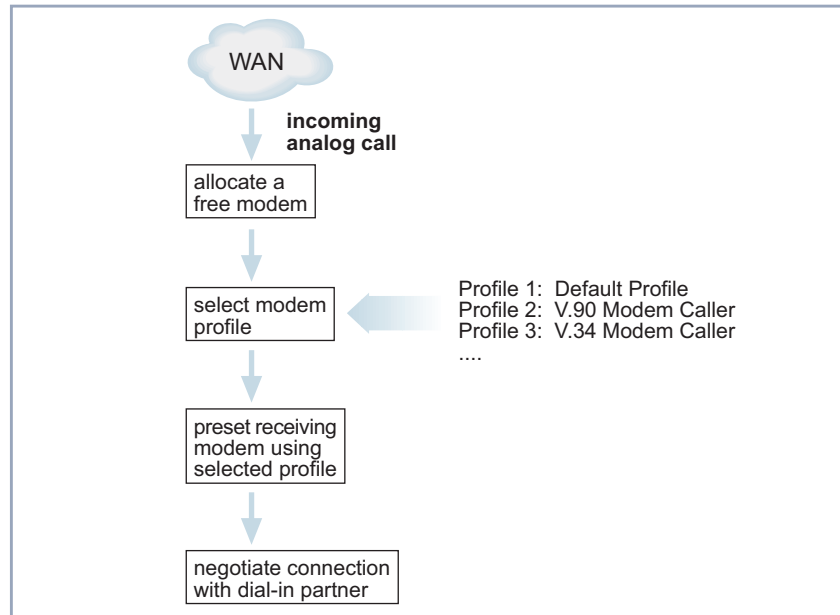 WAN
incoming
analog call
allocate a
free modem
select modem
profile
Profile 1: Default Profile
Profile 2: V.90 Modem Caller
Profile 3: V.34 Modem Caller
....
preset receiving
modem using
selected profile
negotiate connection
with dial-in partner